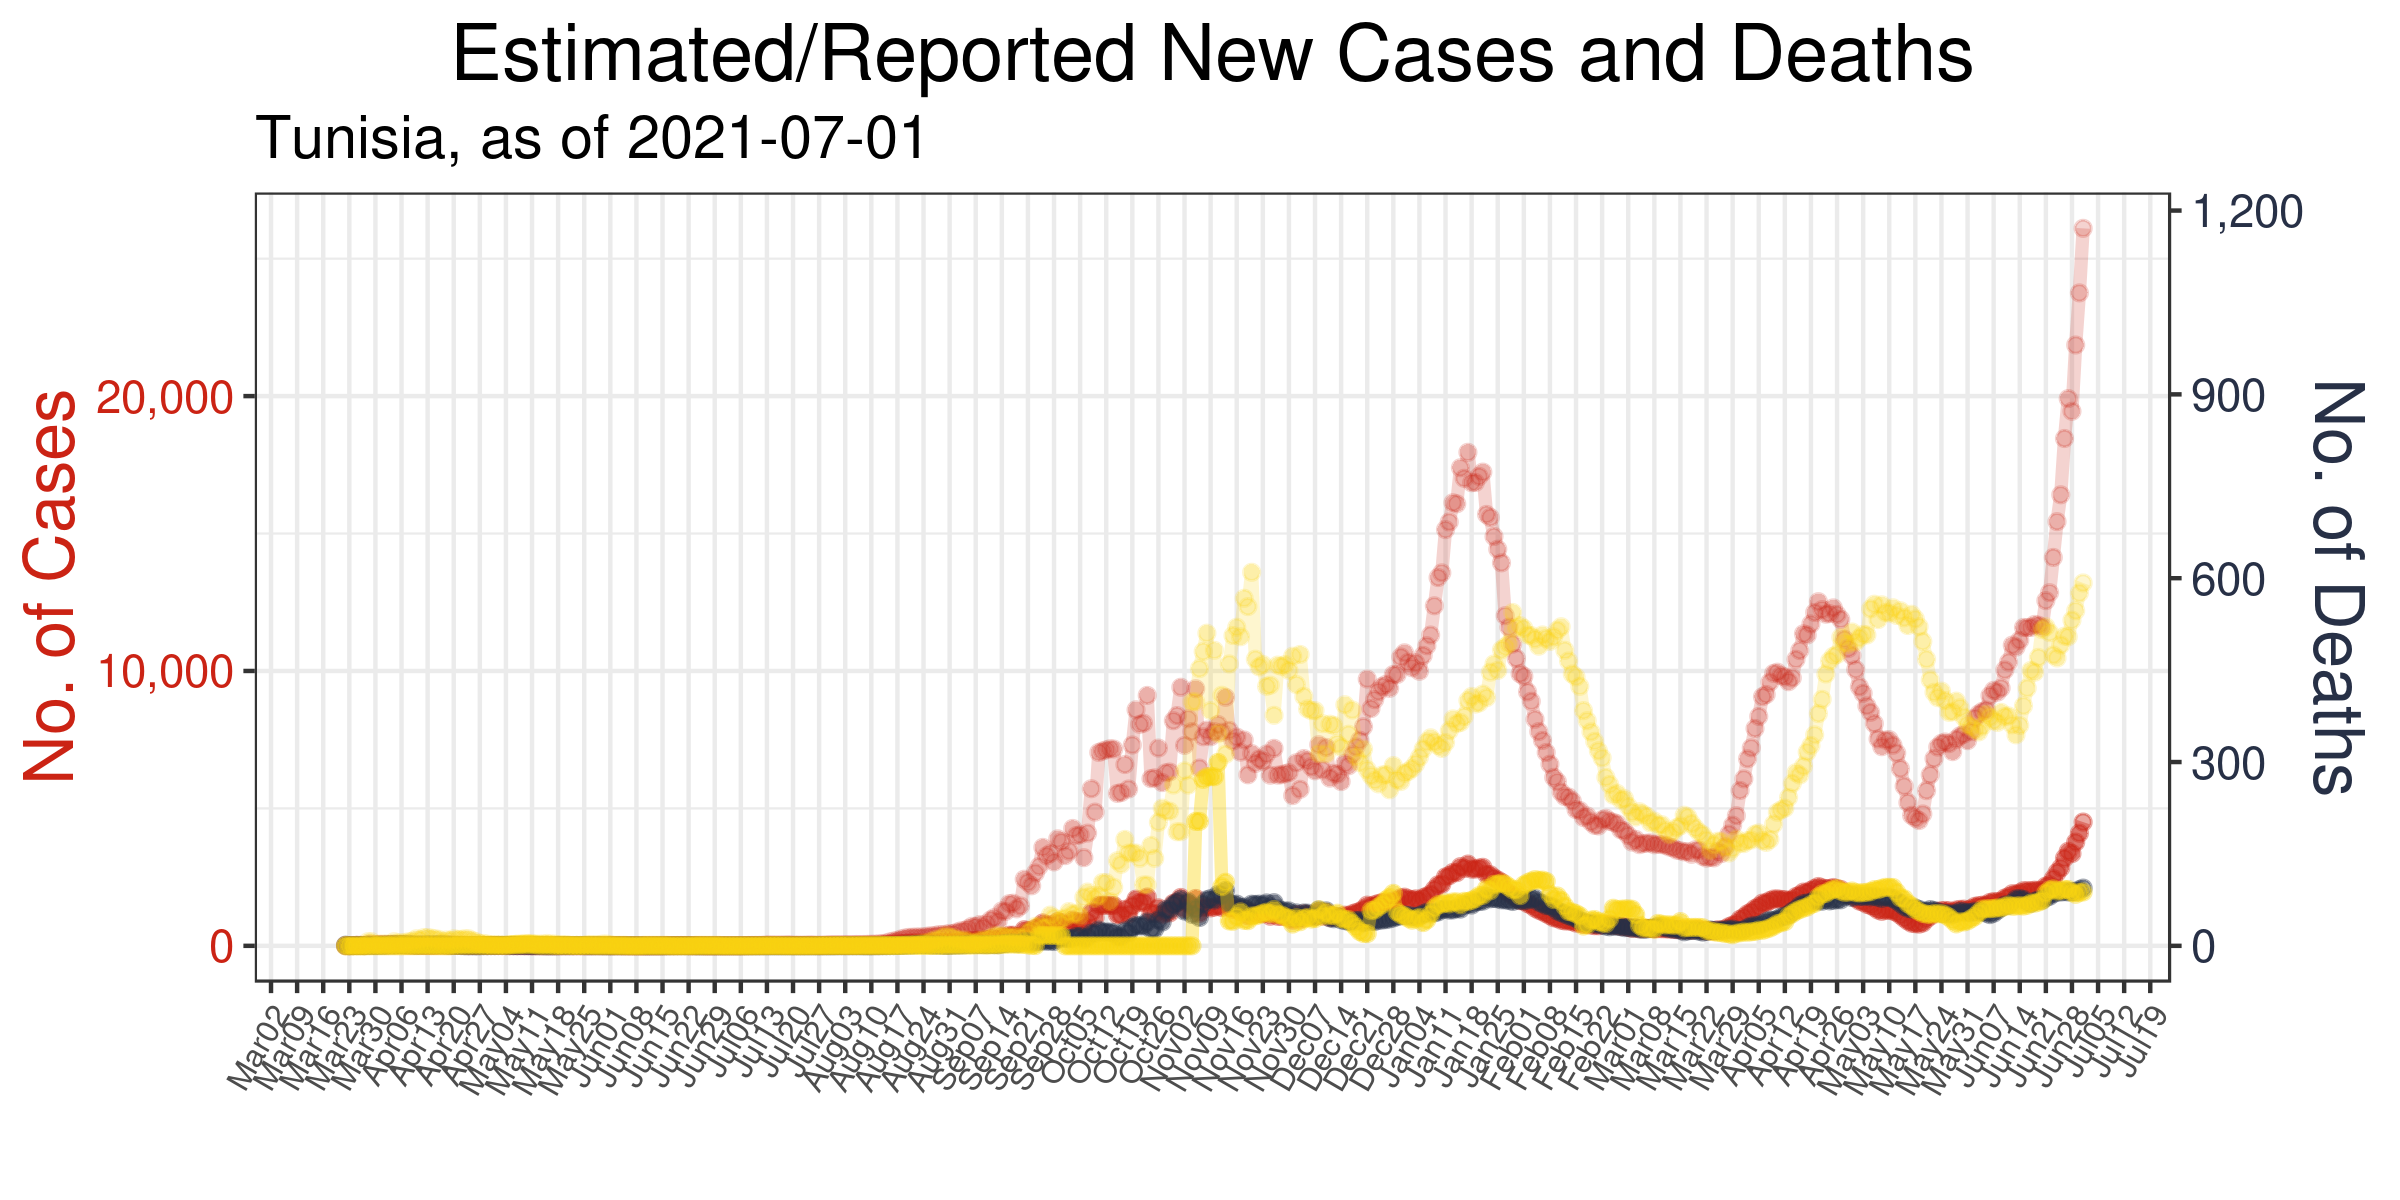 Estimated/Reported New Cases and Deaths
Tunisia, as of 2021-07-01
No. of Cases
20,000
10,000
0
1,200
900
600
300
0
No. of Deaths
Mar02
Mar09
Mar16
Mar23
Mar30
Apr06
Apr13
Apr20
Apr27
May04
May11
May18
May25
Jun01
Jun08
Jun15
Jun22
Jun29
Jul06
Jul13
Jul20
Jul27
Aug03
Aug10
Aug17
Aug24
Aug31
Sep07
Sep14
Sep21
Sep28
Oct05
Oct12
Oct19
Oct26
Nov02
Nov09
Nov16
Nov23
Nov30
Dec07
Dec14
Dec21
Dec28
Jan04
Jan11
Jan18
Jan25
Feb01
Feb08
Feb15
Feb22
Mar01
Mar08
Mar15
Mar22
Mar29
Apr05
Apr12
Apr19
Apr26
May03
May10
May17
May24
May31
Jun07
Jun14
Jun21
Jun28
Jul05
Jul12
Jul19